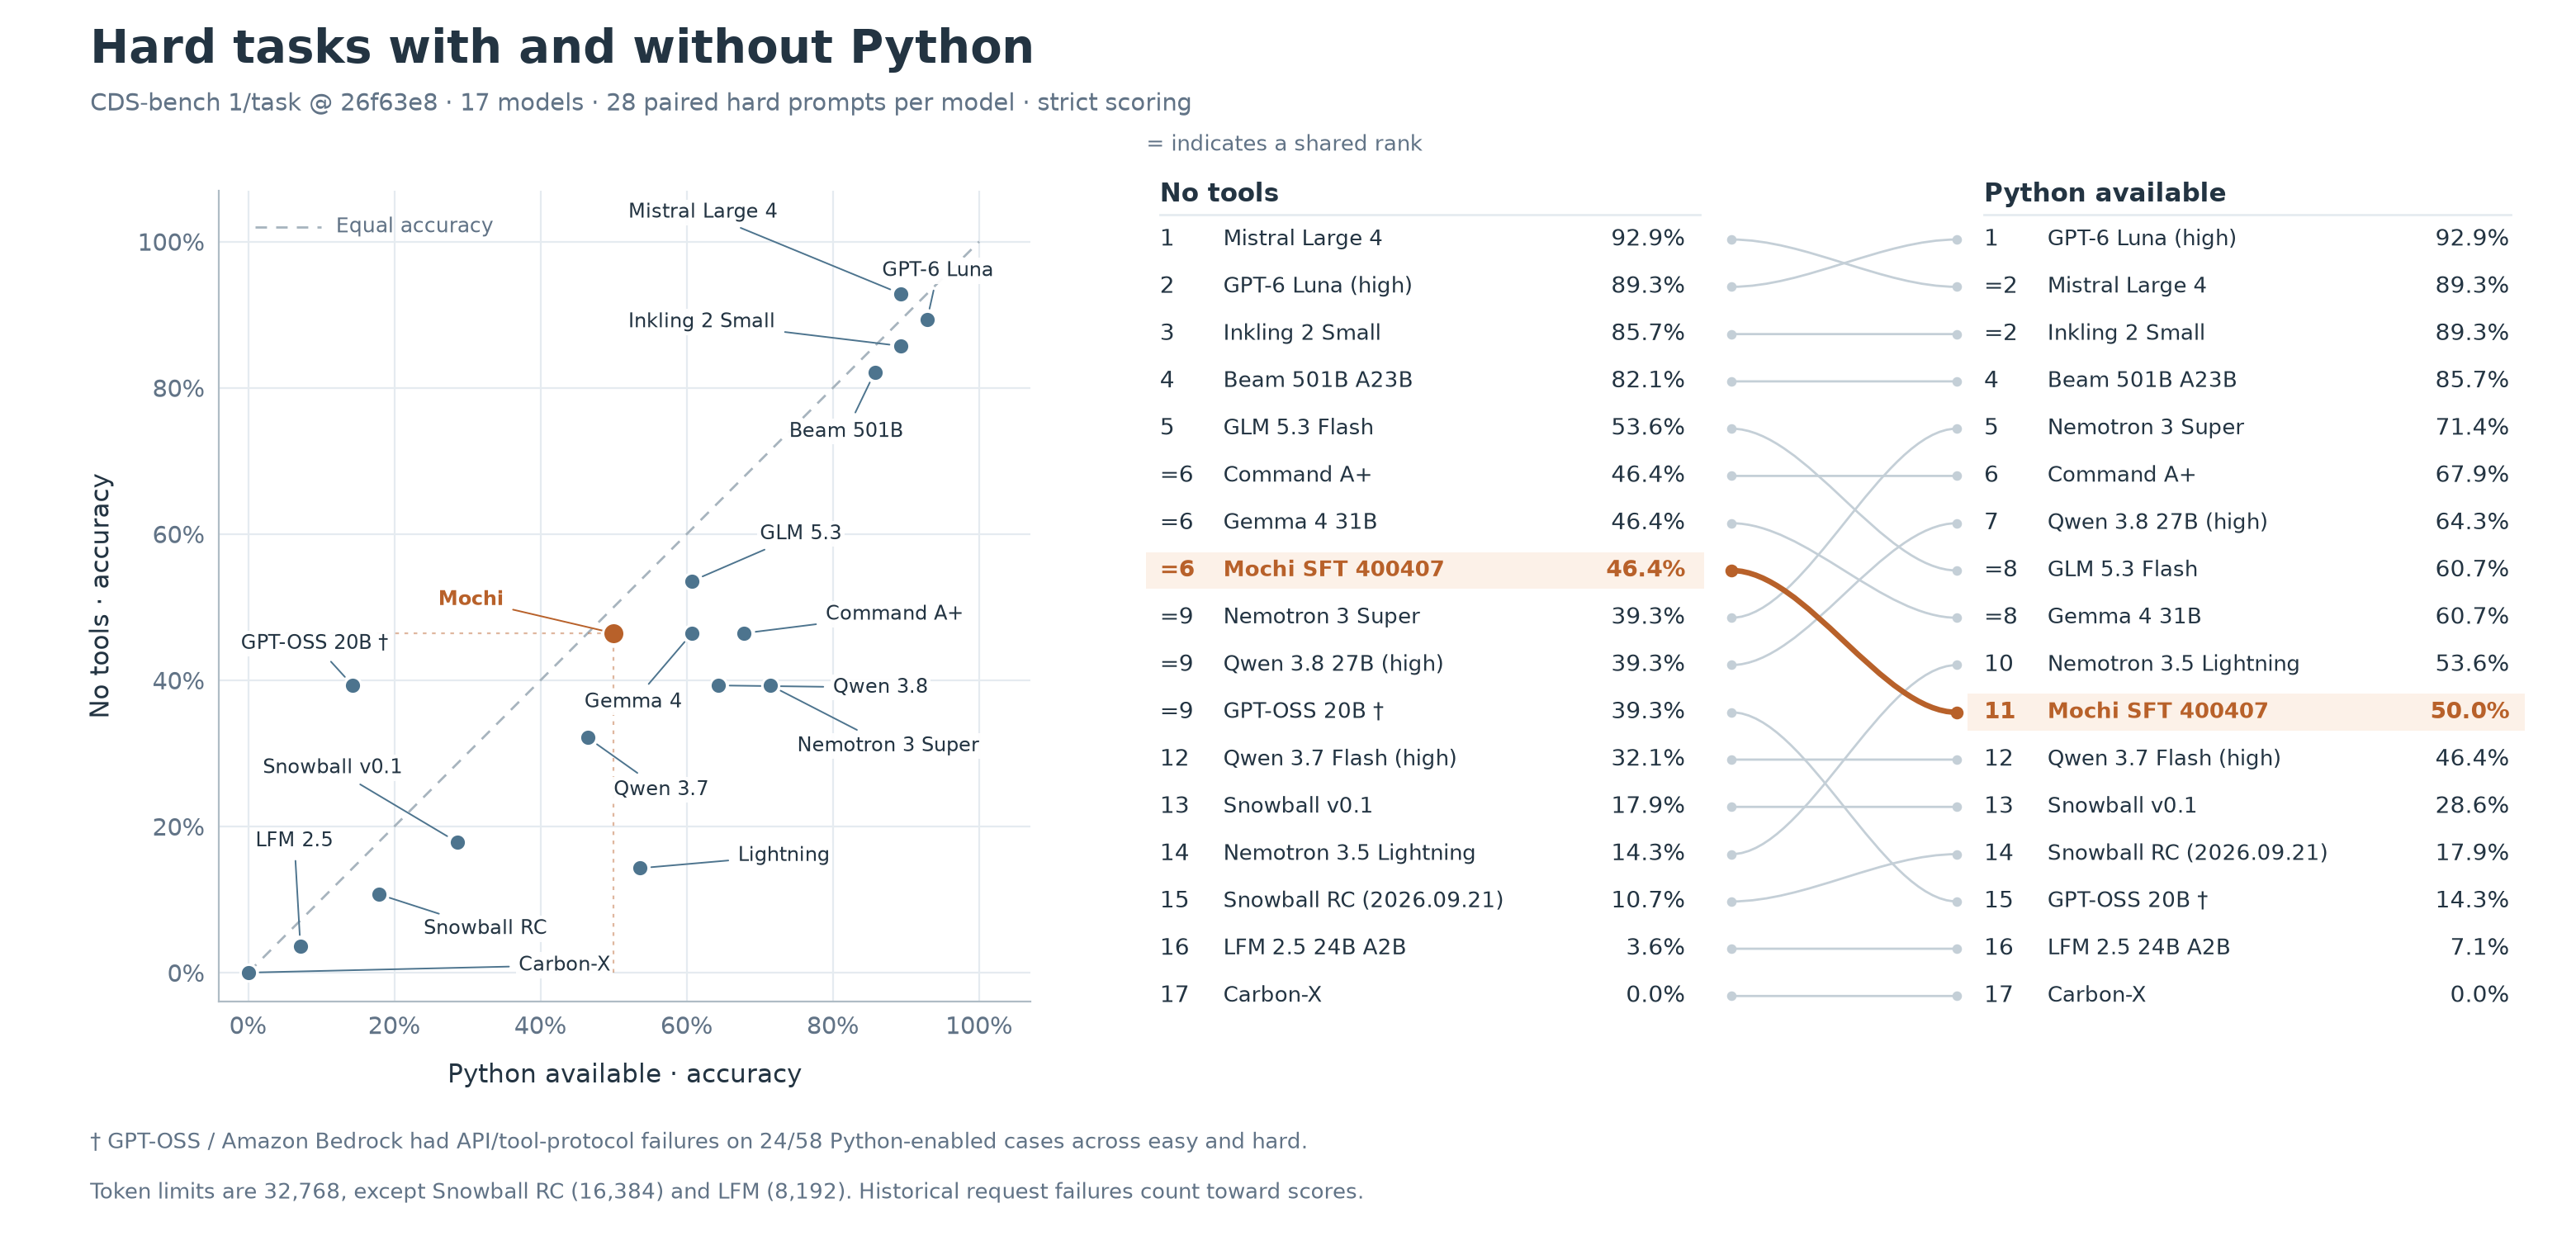 Hard tasks with and without Python
CDS-bench 1/task @ 26f63e8 · 17 models · 28 paired hard prompts per model · strict scoring
= indicates a shared rank
Equal accuracy
100%
80%
60%
40%
20%
0%
No tools · accuracy
Mistral Large 4
GPT-6 Luna
Inkling 2 Small
Beam 501B
GLM 5.3
Mochi
Command A+
GPT-OSS 20B †
Gemma 4
Qwen 3.8
Nemotron 3 Super
Snowball v0.1
Qwen 3.7
LFM 2.5
Lightning
Snowball RC
Carbon-X
0%
20%
40%
60%
80%
100%
Python available · accuracy
No tools
1 Mistral Large 4 92.9%
2 GPT-6 Luna (high) 89.3%
3 Inkling 2 Small 85.7%
4 Beam 501B A23B 82.1%
5 GLM 5.3 Flash 53.6%
=6 Command A+ 46.4%
=6 Gemma 4 31B 46.4%
=6 Mochi SFT 400407 46.4%
=9 Nemotron 3 Super 39.3%
=9 Qwen 3.8 27B (high) 39.3%
=9 GPT-OSS 20B † 39.3%
12 Qwen 3.7 Flash (high) 32.1%
13 Snowball v0.1 17.9%
14 Nemotron 3.5 Lightning 14.3%
15 Snowball RC (2026.09.21) 10.7%
16 LFM 2.5 24B A2B 3.6%
17 Carbon-X 0.0%
Python available
1 GPT-6 Luna (high) 92.9%
=2 Mistral Large 4 89.3%
=2 Inkling 2 Small 89.3%
4 Beam 501B A23B 85.7%
5 Nemotron 3 Super 71.4%
6 Command A+ 67.9%
7 Qwen 3.8 27B (high) 64.3%
=8 GLM 5.3 Flash 60.7%
=8 Gemma 4 31B 60.7%
10 Nemotron 3.5 Lightning 53.6%
11 Mochi SFT 400407 50.0%
12 Qwen 3.7 Flash (high) 46.4%
13 Snowball v0.1 28.6%
14 Snowball RC (2026.09.21) 17.9%
15 GPT-OSS 20B † 14.3%
16 LFM 2.5 24B A2B 7.1%
17 Carbon-X 0.0%
† GPT-OSS / Amazon Bedrock had API/tool-protocol failures on 24/58 Python-enabled cases across easy and hard.
Token limits are 32,768, except Snowball RC (16,384) and LFM (8,192). Historical request failures count toward scores.